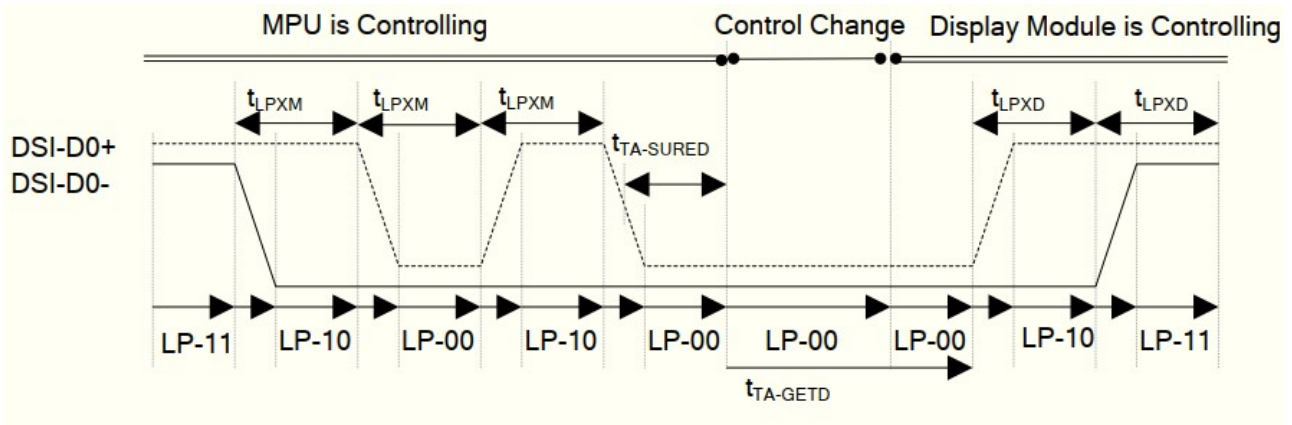 MPU is Controlling Control Change Display Module is Controlling
tLPXM tLPXM tLPXM tLPXD tLPXD
DSI-D0+
tTA-SURED
DSI-D0-
LP-11 LP-10 LP-00 LP-10 LP-00 LP-00 LP-00 LP-10 LP-11
tTA-GETD